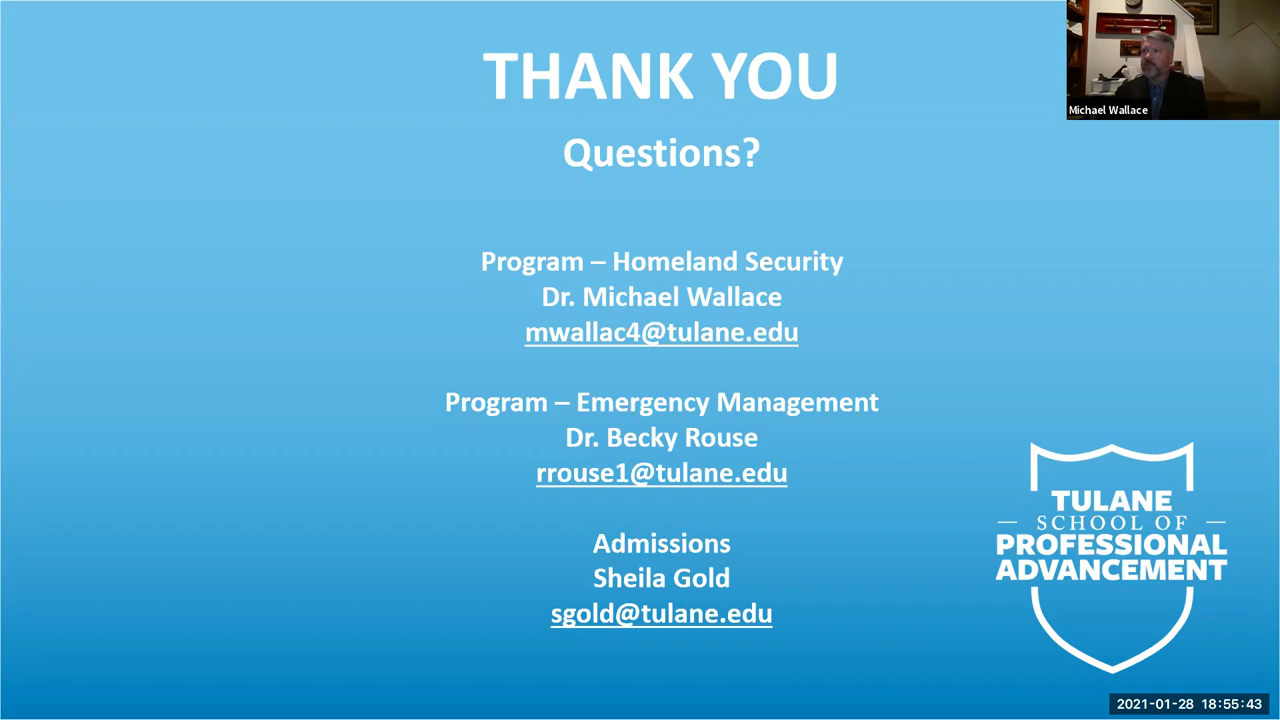 THANK YOU
Questions?
Michael Wallace
Program – Homeland Security
Dr. Michael Wallace
mwallac4@tulane.edu
Program – Emergency Management
Dr. Becky Rouse
rrouse1@tulane.edu
Admissions
Sheila Gold
sgold@tulane.edu
TULANE
SCHOOL OF
PROFESSIONAL
ADVANCEMENT
2021-01-28 18:55:43